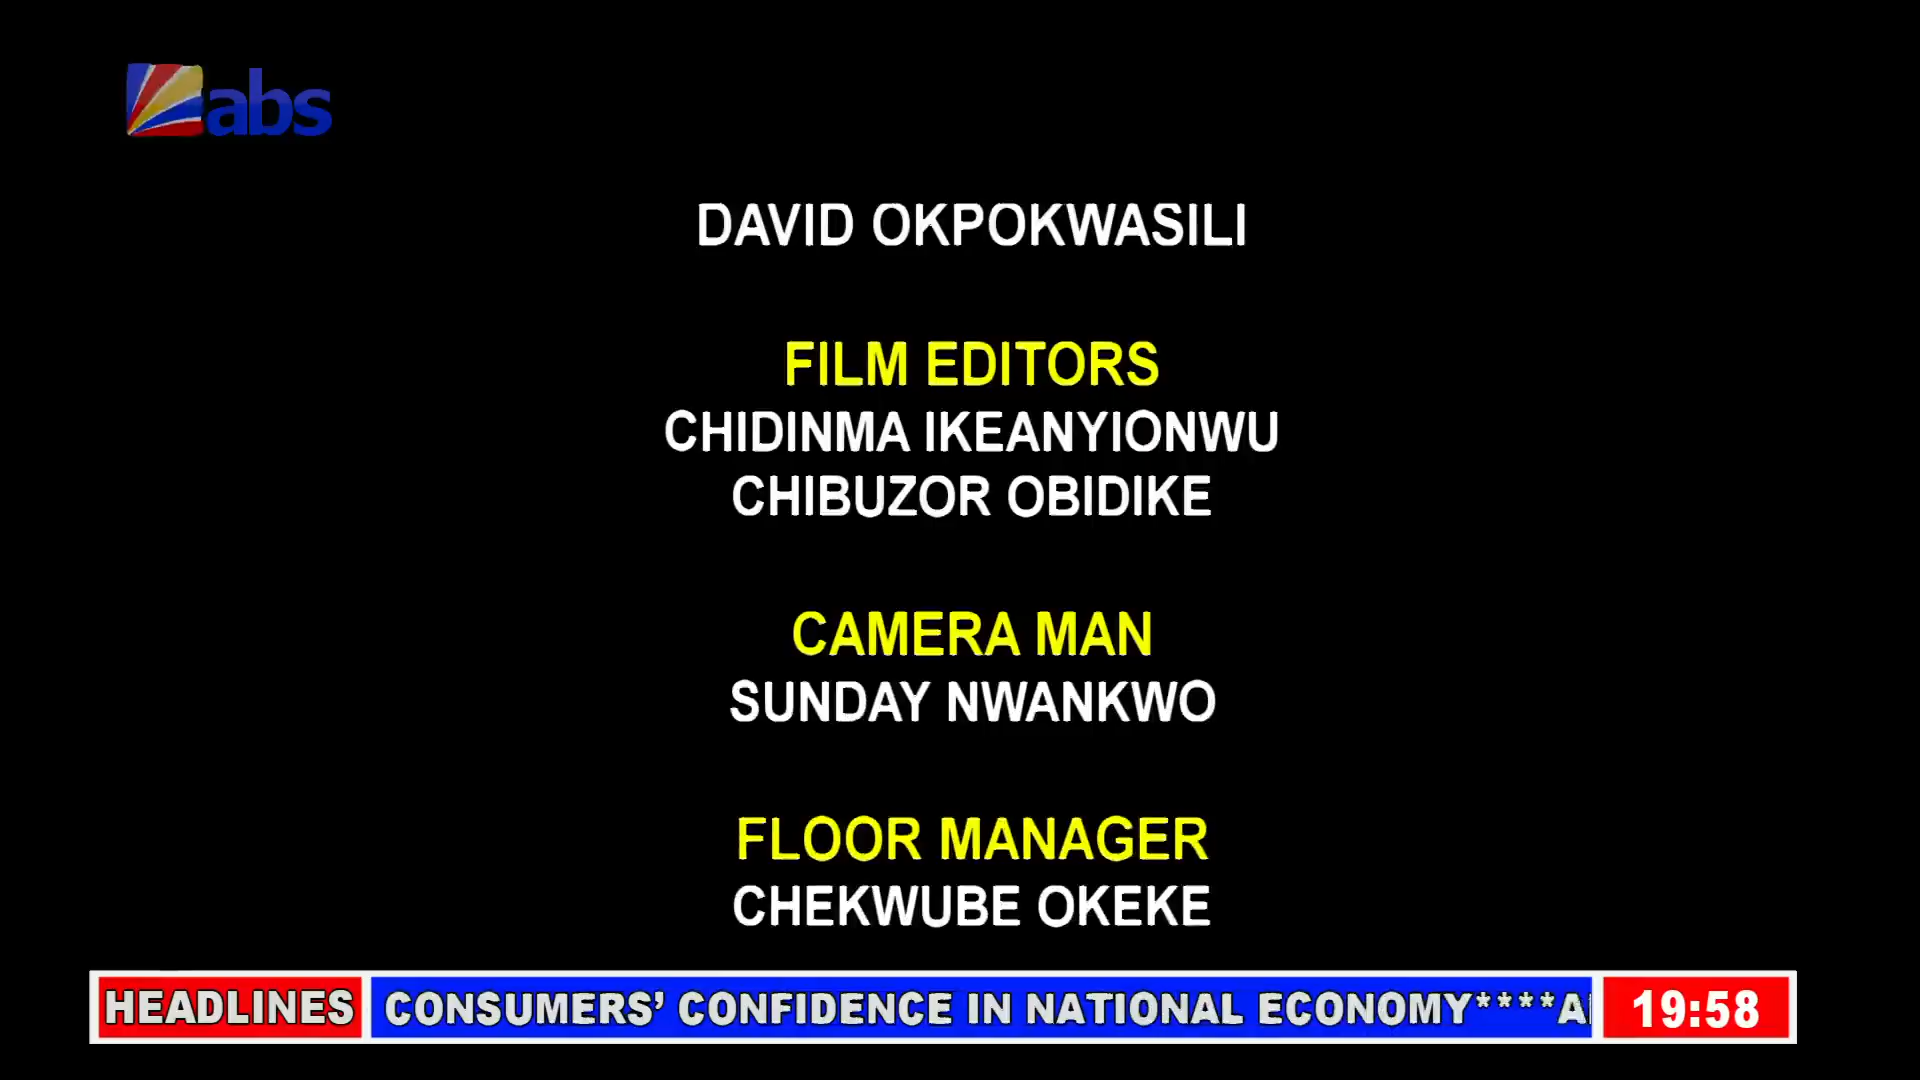 abs
DAVID OKPOKWASILI
FILM EDITORS
CHIDINMA IKEANYIONWU
CHIBUZOR OBIDIKE
CAMERA MAN
SUNDAY NWANKWO
FLOOR MANAGER
CHEKWUBE OKEKE
HEADLINES
CONSUMERS’ CONFIDENCE IN NATIONAL ECONOMY****A
19:58